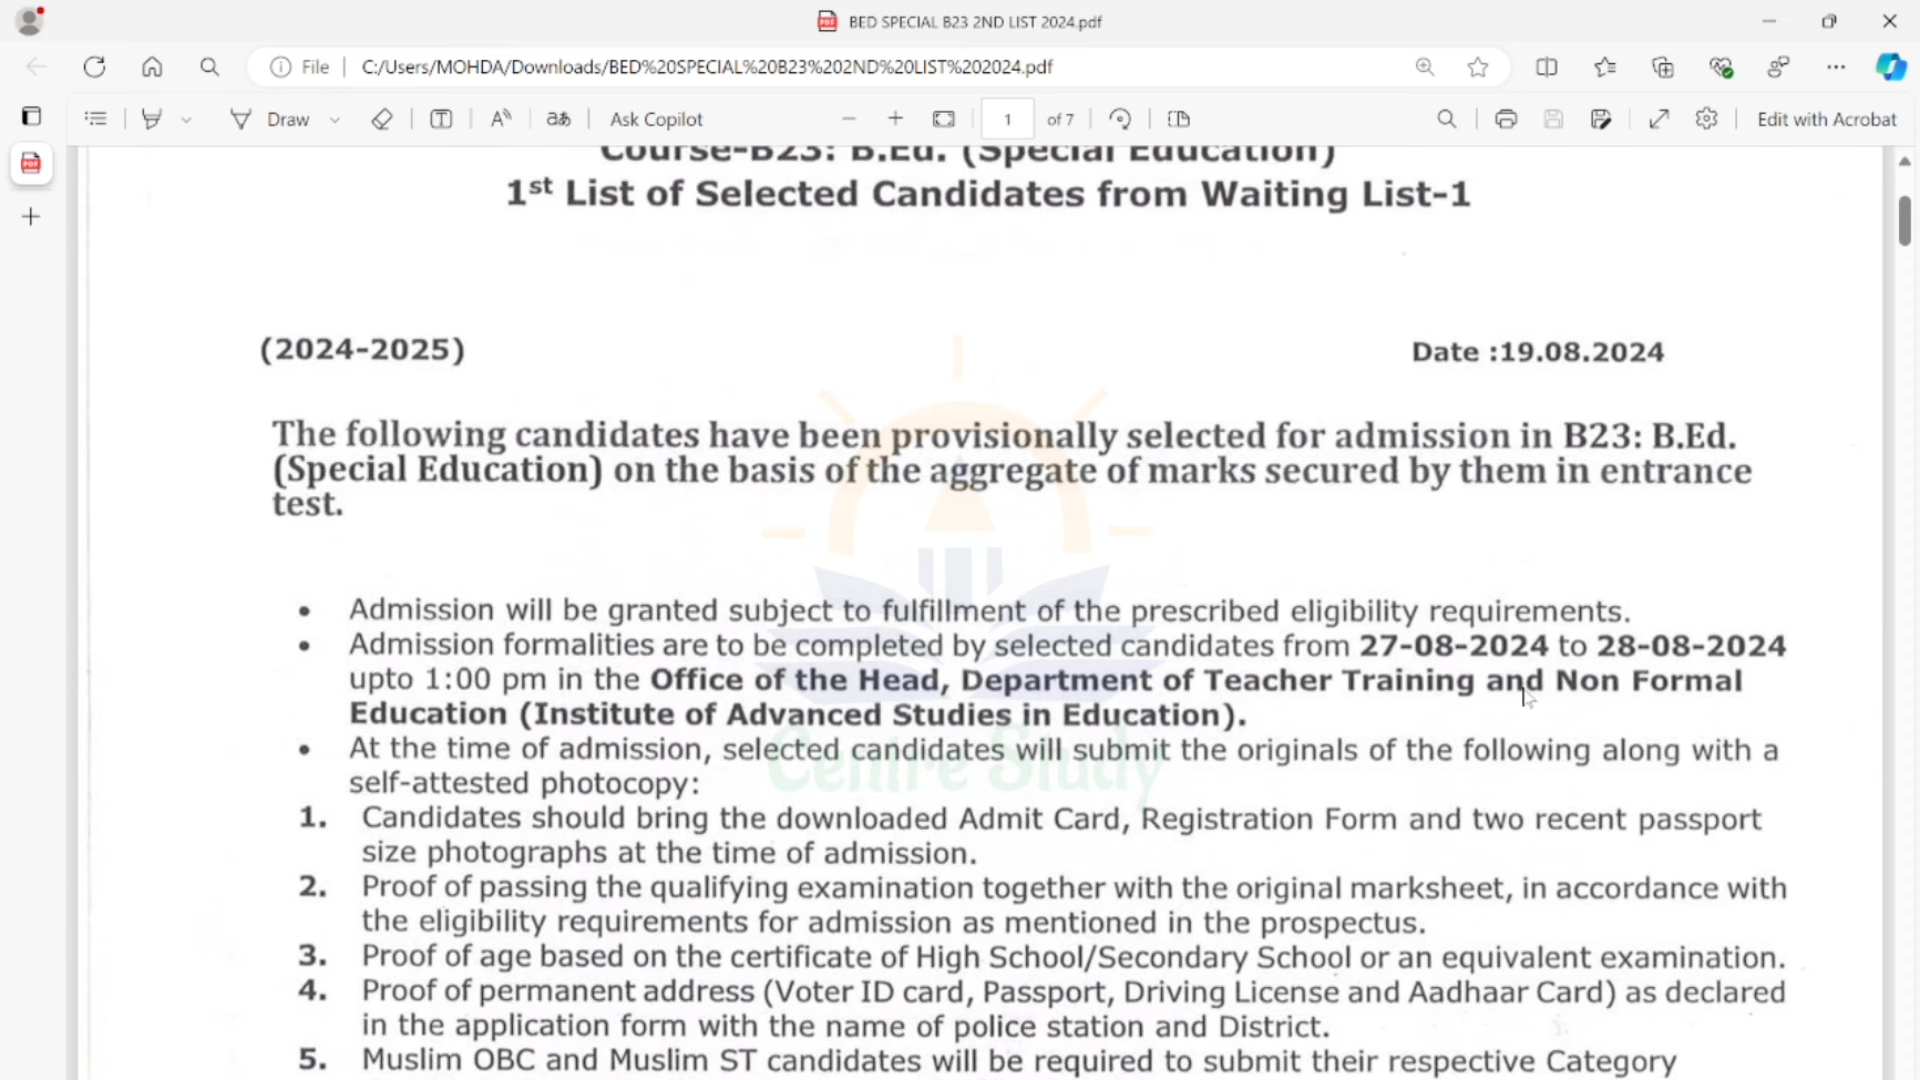 BED SPECIAL B23 2ND LIST 2024.pdf
File | C:/Users/MOHDA/Downloads/BED%20SPECIAL%20B23%202ND%20LIST%202024.pdf
Draw
Ask Copilot
1 of 7
Edit with Acrobat
Course-B23: B.Ed. (Special Education)
1st List of Selected Candidates from Waiting List-1
(2024-2025)
Date :19.08.2024
The following candidates have been provisionally selected for admission in B23: B.Ed.
(Special Education) on the basis of the aggregate of marks secured by them in entrance
test.
• Admission will be granted subject to fulfillment of the prescribed eligibility requirements.
• Admission formalities are to be completed by selected candidates from 27-08-2024 to 28-08-2024
upto 1:00 pm in the Office of the Head, Department of Teacher Training and Non Formal
Education (Institute of Advanced Studies in Education).
• At the time of admission, selected candidates will submit the originals of the following along with a
Centre Study
self-attested photocopy:
1. Candidates should bring the downloaded Admit Card, Registration Form and two recent passport
size photographs at the time of admission.
2. Proof of passing the qualifying examination together with the original marksheet, in accordance with
the eligibility requirements for admission as mentioned in the prospectus.
3. Proof of age based on the certificate of High School/Secondary School or an equivalent examination.
4. Proof of permanent address (Voter ID card, Passport, Driving License and Aadhaar Card) as declared
in the application form with the name of police station and District.
5. Muslim OBC and Muslim ST candidates will be required to submit their respective Category